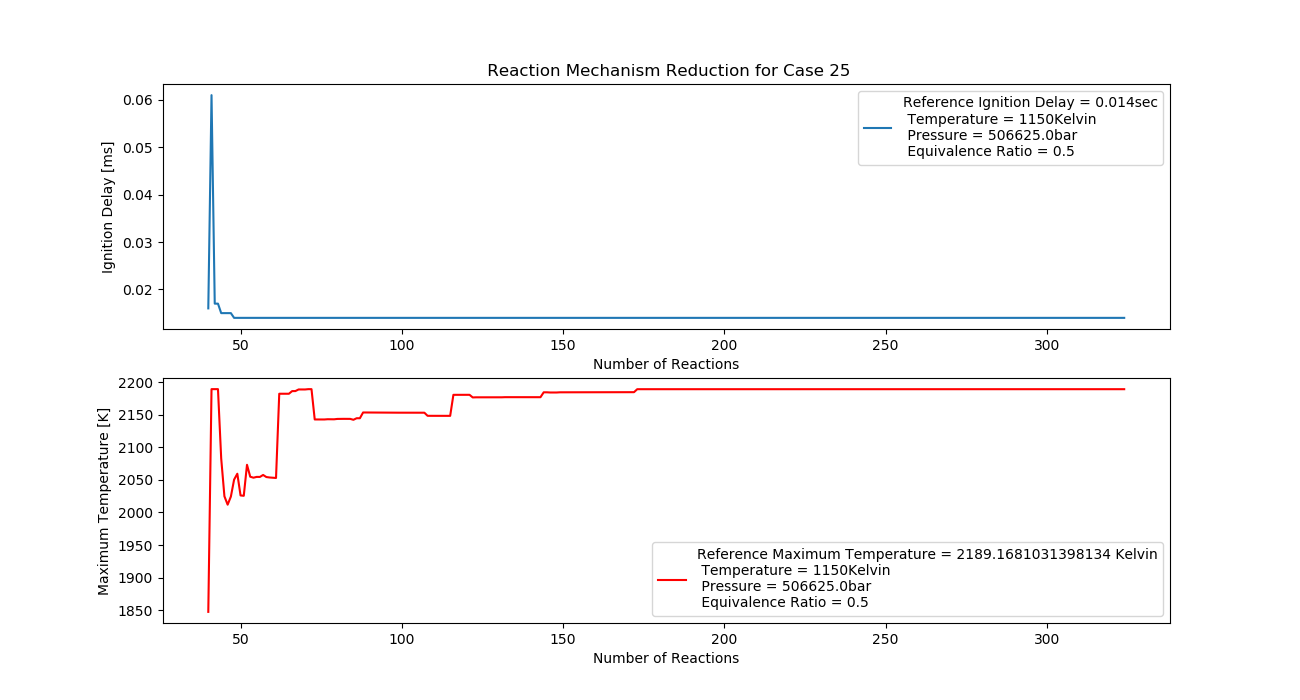 Reaction Mechanism Reduction for Case 25
Ignition Delay [ms]
0.06
0.05
0.04
0.03
0.02
Reference Ignition Delay = 0.014sec
Temperature = 1150Kelvin
Pressure = 506625.0bar
Equivalence Ratio = 0.5
50 100 150 200 250 300
Number of Reactions
Maximum Temperature [K]
2200
2150
2100
2050
2000
1950
1900
1850
Reference Maximum Temperature = 2189.1681031398134 Kelvin
Temperature = 1150Kelvin
Pressure = 506625.0bar
Equivalence Ratio = 0.5
50 100 150 200 250 300
Number of Reactions